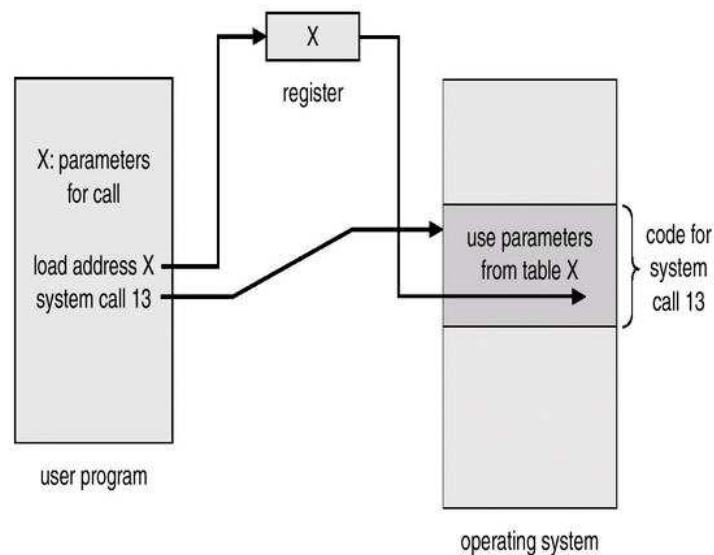 X
register
X: parameters
for call
load address X
system call 13
user program
use parameters
from table X
code for
system
call 13
operating system